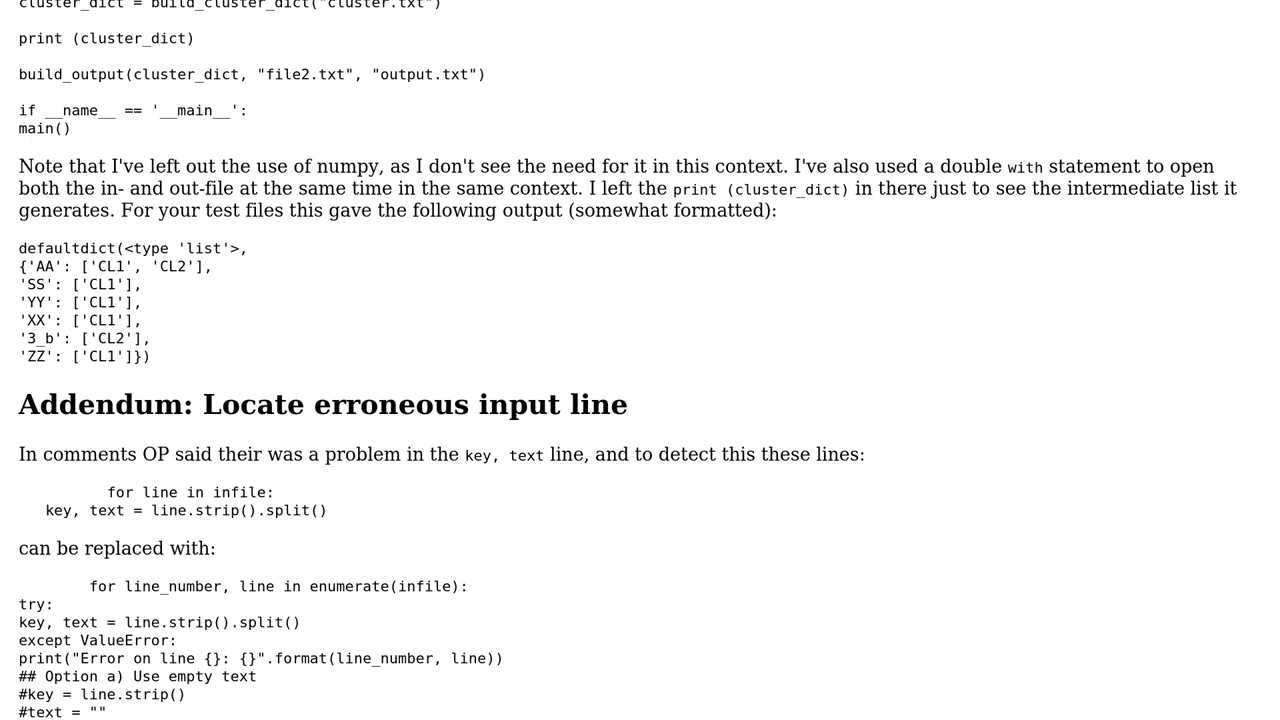 cluster_dict = build_cluster_dict("cluster.txt")
print (cluster_dict)
build_output(cluster_dict, "file2.txt", "output.txt")
if __name__ == '__main__':
main()
Note that I've left out the use of numpy, as I don't see the need for it in this context. I've also used a double with statement to open
both the in- and out-file at the same time in the same context. I left the print (cluster_dict) in there just to see the intermediate list it
generates. For your test files this gave the following output (somewhat formatted):
defaultdict(<type 'list'>,
{'AA': ['CL1', 'CL2'],
'SS': ['CL1'],
'YY': ['CL1'],
'XX': ['CL1'],
'3_b': ['CL2'],
'ZZ': ['CL1']})
Addendum: Locate erroneous input line
In comments OP said their was a problem in the key, text line, and to detect this these lines:
for line in infile:
key, text = line.strip().split()
can be replaced with:
for line_number, line in enumerate(infile):
try:
key, text = line.strip().split()
except ValueError:
print("Error on line {}: {}".format(line_number, line))
## Option a) Use empty text
#key = line.strip()
#text = ""